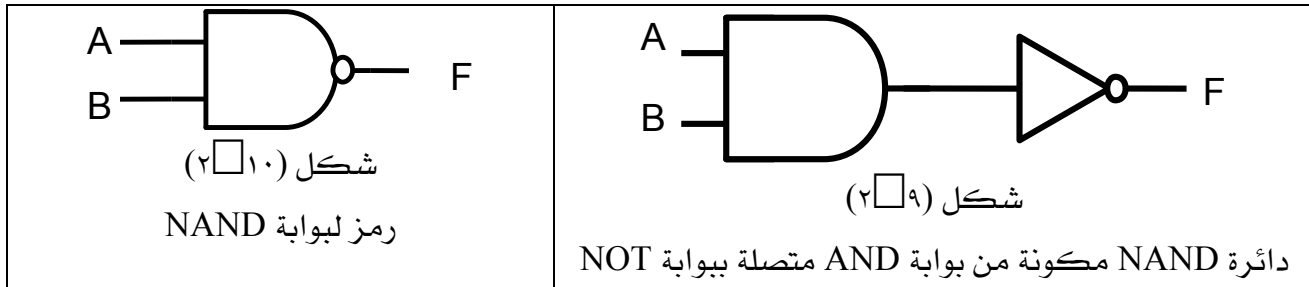 A
B
F
شكل (٩□٢)
دائرة NAND مكونة من بوابة AND متصلة ببوابة NOT
A
B
F
شكل (١٠□٢)
رمز لبوابة NAND